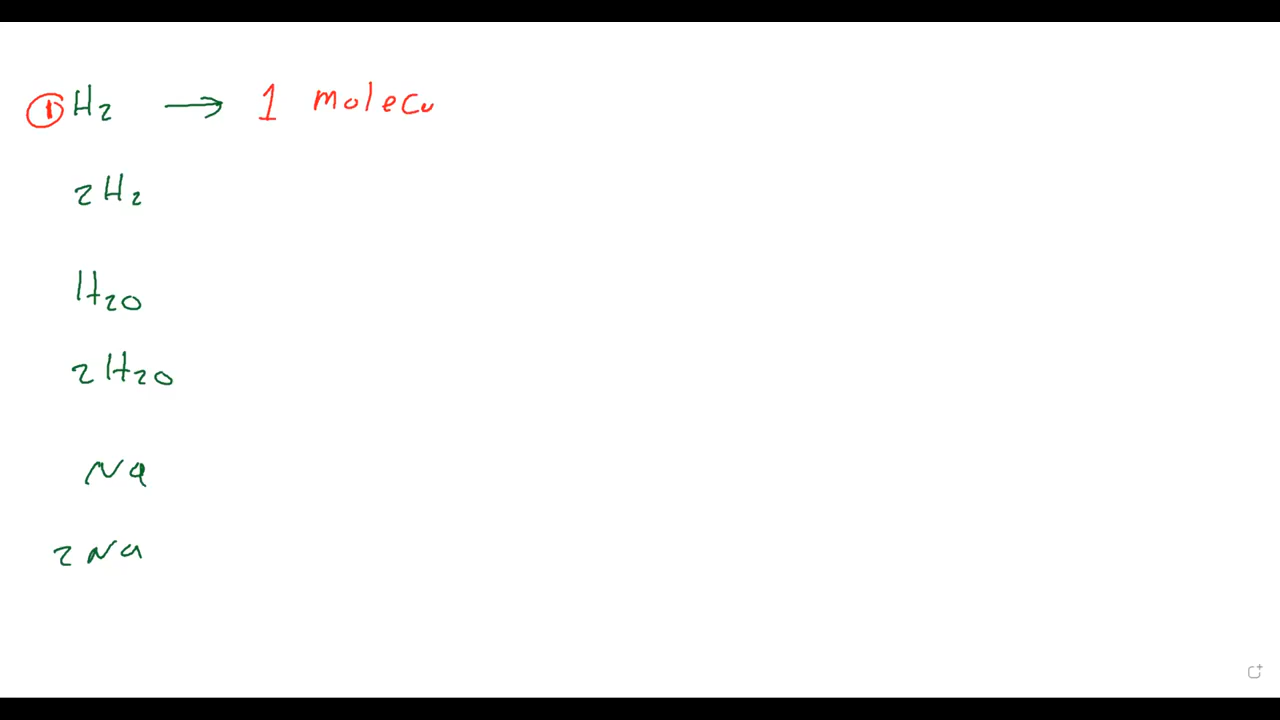 ① H₂ → 1 molecu
2H₂
H₂O
2H₂O
Na
2Na